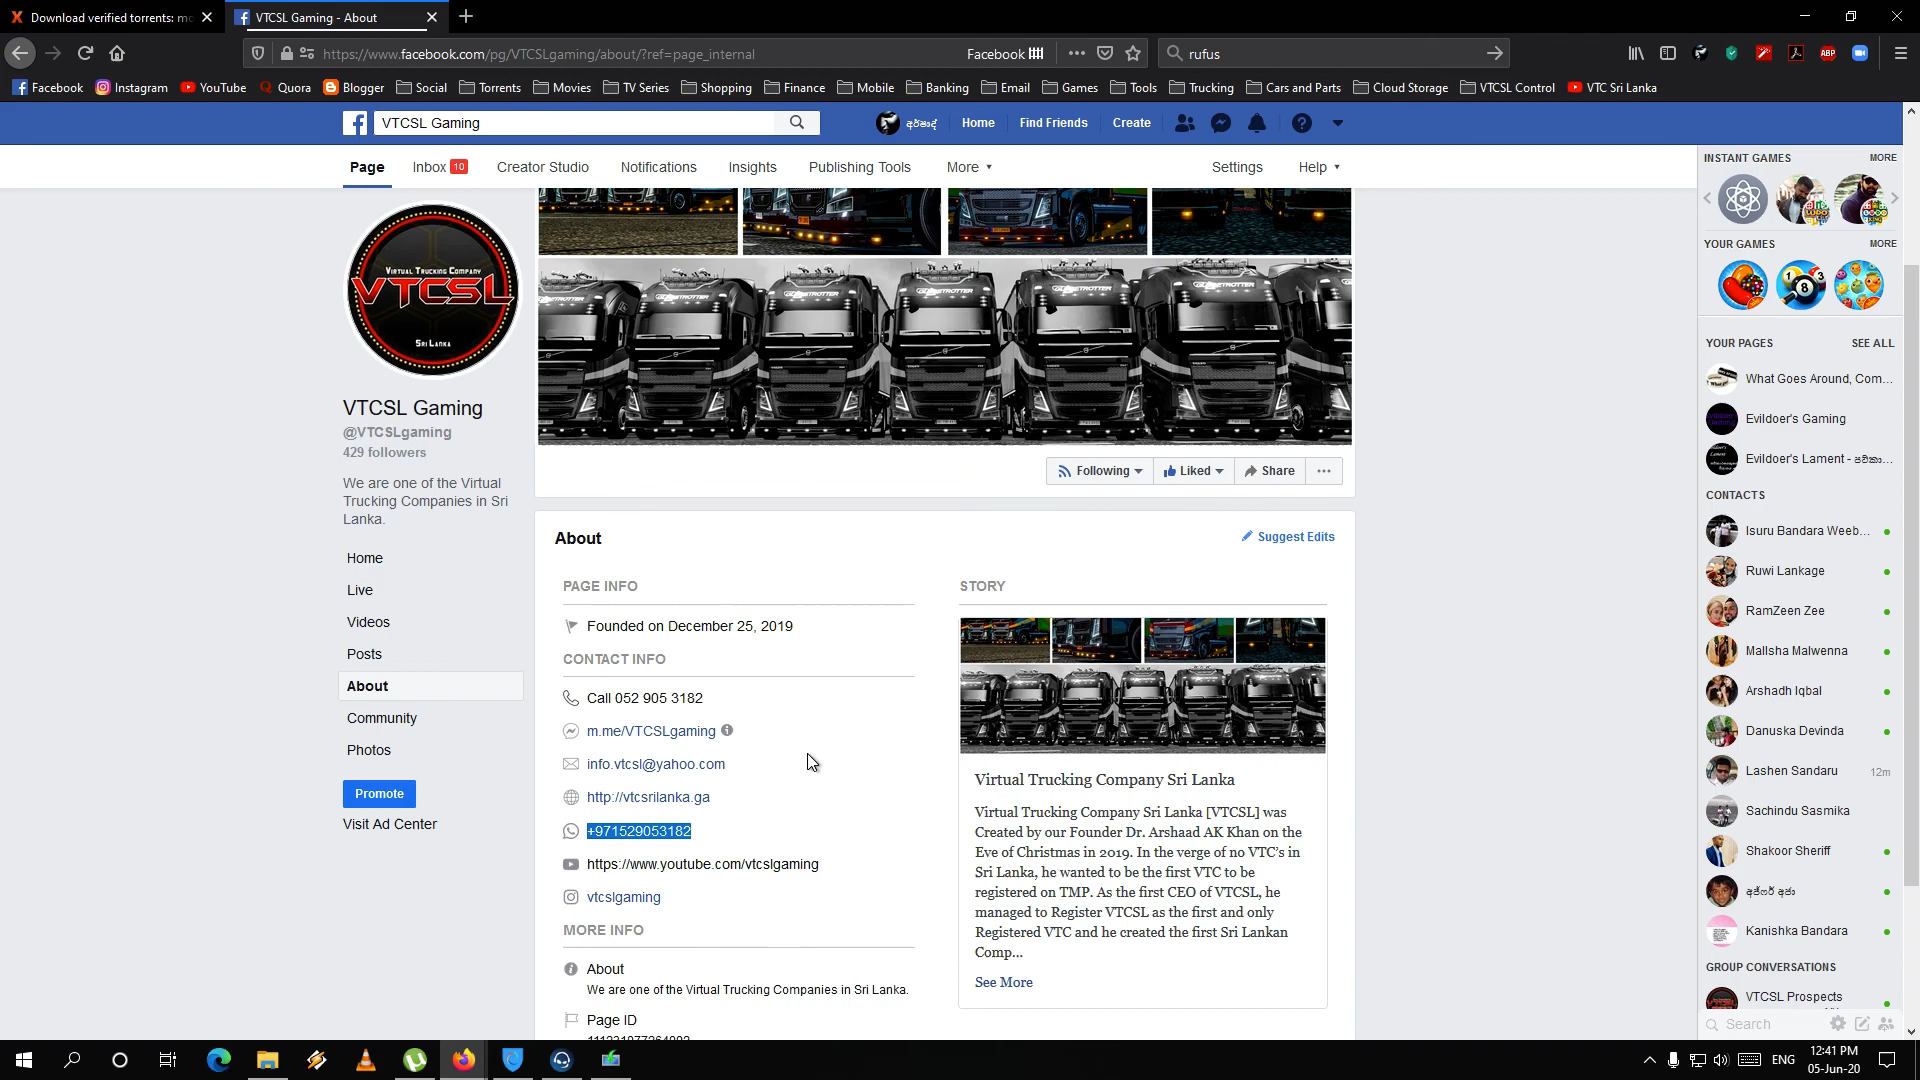 Download verified torrents: mo
VTCSL Gaming - About
https://www.facebook.com/pg/VTCSLgaming/about/?ref=page_internal
Facebook
rufus
Facebook
Instagram
YouTube
Quora
Blogger
Social
Torrents
Movies
TV Series
Shopping
Finance
Mobile
Banking
Email
Games
Tools
Trucking
Cars and Parts
Cloud Storage
VTCSL Control
VTC Sri Lanka
VTCSL Gaming
Home
Find Friends
Create
Page
Inbox 10
Creator Studio
Notifications
Insights
Publishing Tools
More
Settings
Help
VIRTUAL TRUCKING COMPANY
VTCSL
SRI LANKA
VTCSL Gaming
@VTCSLgaming
429 followers
We are one of the Virtual
Trucking Companies in Sri
Lanka.
Home
Live
Videos
Posts
About
Community
Photos
Promote
Visit Ad Center
Following
Liked
Share
About
Suggest Edits
PAGE INFO
Founded on December 25, 2019
CONTACT INFO
Call 052 905 3182
m.me/VTCSLgaming
info.vtcsl@yahoo.com
http://vtcsrilanka.ga
+971529053182
https://www.youtube.com/vtcslgaming
vtcslgaming
MORE INFO
About
We are one of the Virtual Trucking Companies in Sri Lanka.
Page ID
STORY
Virtual Trucking Company Sri Lanka
Virtual Trucking Company Sri Lanka [VTCSL] was
Created by our Founder Dr. Arshaad AK Khan on the
Eve of Christmas in 2019. In the verge of no VTC's in
Sri Lanka, he wanted to be the first VTC to be
registered on TMP. As the first CEO of VTCSL, he
managed to Register VTCSL as the first and only
Registered VTC and he created the first Sri Lankan
Comp...
See More
INSTANT GAMES
MORE
YOUR GAMES
MORE
YOUR PAGES
SEE ALL
What Goes Around, Com...
Evildoer's Gaming
Evildoer's Lament -
CONTACTS
Isuru Bandara Weeb...
Ruwi Lankage
RamZeen Zee
Mallsha Malwenna
Arshadh Iqbal
Danuska Devinda
Lashen Sandaru 12m
Sachindu Sasmika
Shakoor Sheriff
Kanishka Bandara
GROUP CONVERSATIONS
VTCSL Prospects
Search
ENG
12:41 PM
05-Jun-20